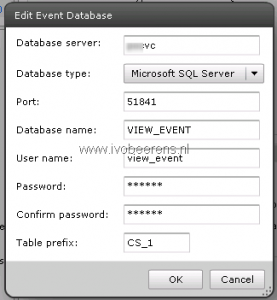 Edit Event Database
Database server: vc
Database type: Microsoft SQL Server
Port: 51841
Database name: VIEW_EVENT
www.ivobeerens.nl
User name: view_event
Password: ******
Confirm password: ******
Table prefix: CS_1
OK Cancel